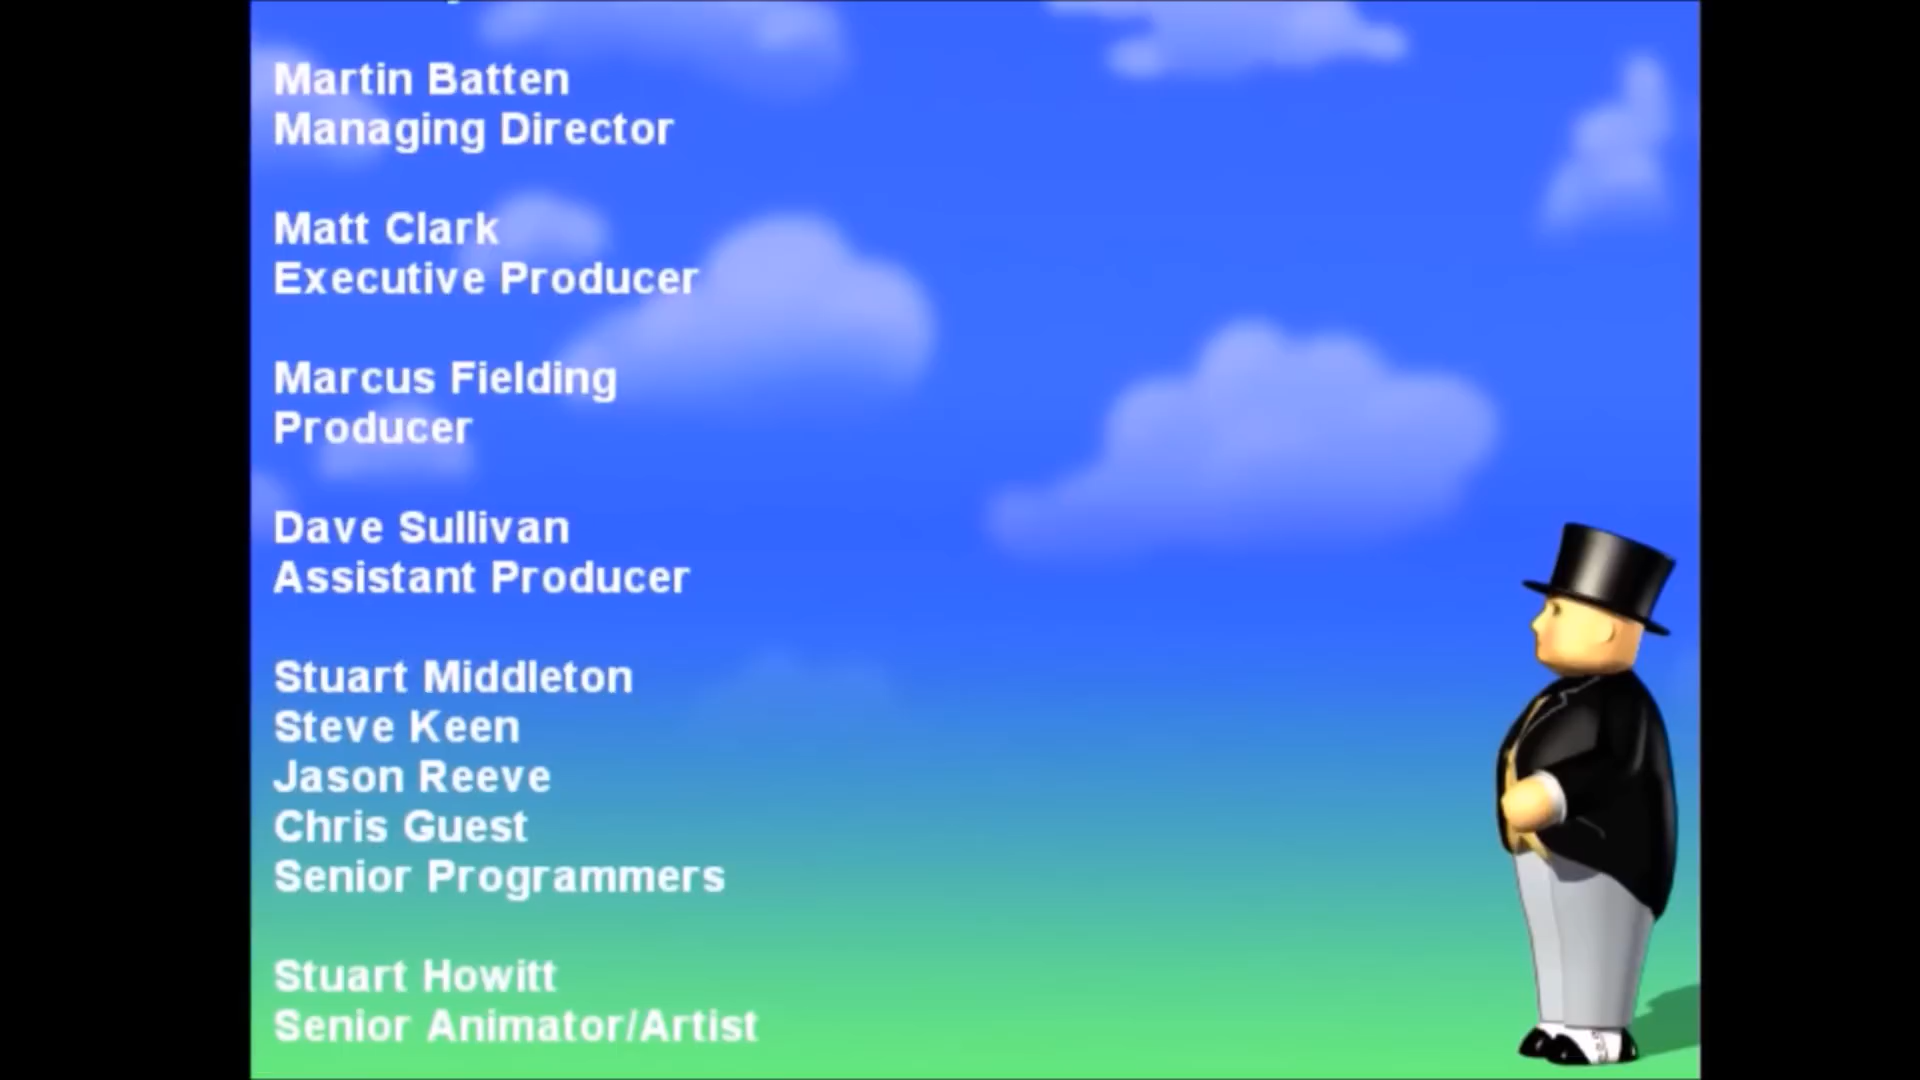 Martin Batten
Managing Director
Matt Clark
Executive Producer
Marcus Fielding
Producer
Dave Sullivan
Assistant Producer
Stuart Middleton
Steve Keen
Jason Reeve
Chris Guest
Senior Programmers
Stuart Howitt
Senior Animator/Artist